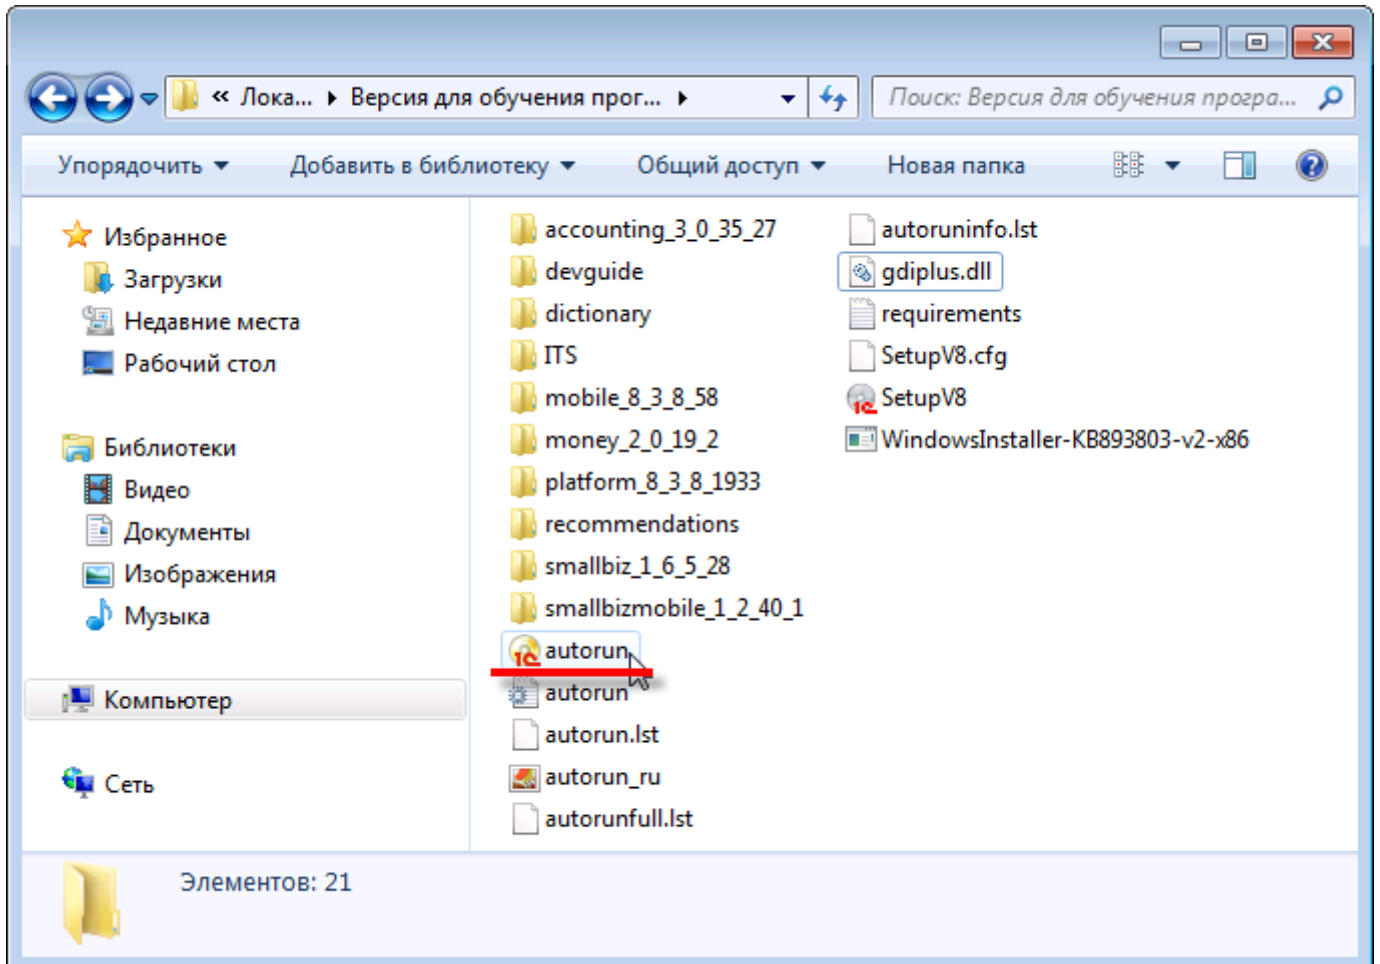 « Лока... Версия для обучения прог...
Поиск: Версия для обучения програ...
Упорядочить Добавить в библиотеку Общий доступ Новая папка
Избранное
Загрузки
Недавние места
Рабочий стол
Библиотеки
Видео
Документы
Изображения
Музыка
Компьютер
Сеть
accounting_3_0_35_27
devguide
dictionary
ITS
mobile_8_3_8_58
money_2_0_19_2
platform_8_3_8_1933
recommendations
smallbiz_1_6_5_28
smallbizmobile_1_2_40_1
autorun
autorun
autorun.lst
autorun_ru
autorunfull.lst
autoruninfo.lst
gdiplus.dll
requirements
SetupV8.cfg
SetupV8
WindowsInstaller-KB893803-v2-x86
Элементов: 21